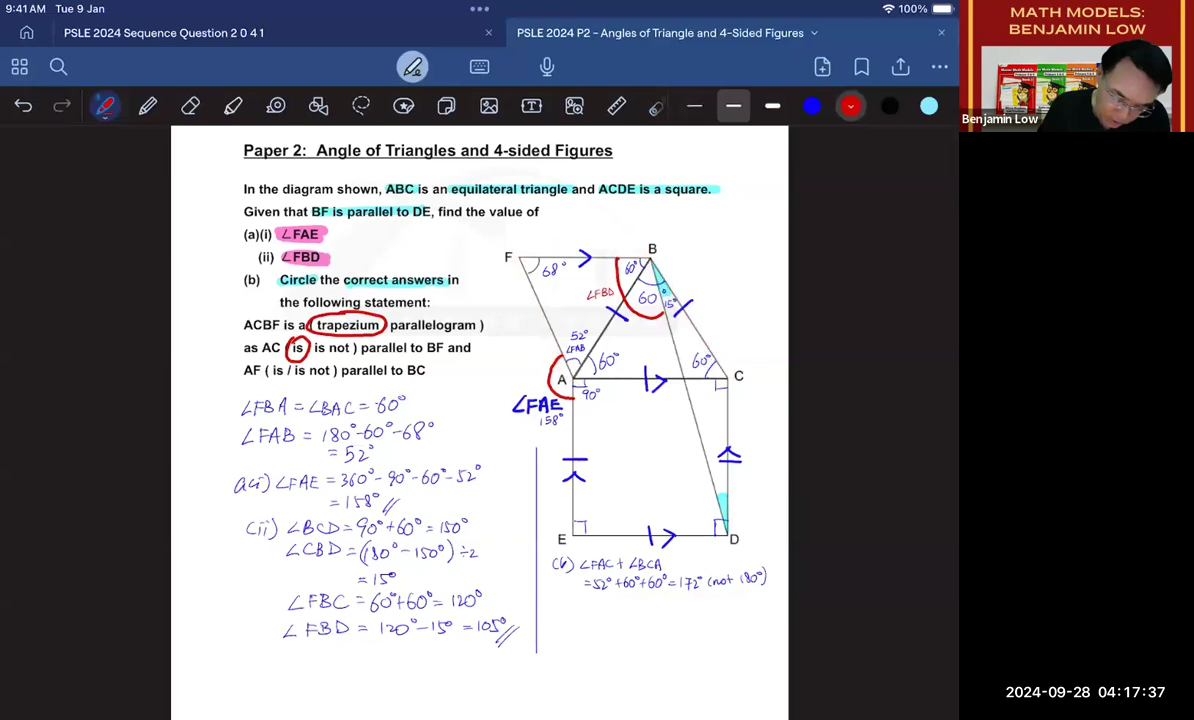 9:41 AM Tue 9 Jan
100%
PSLE 2024 Sequence Question 2 0 4 1
PSLE 2024 P2 - Angles of Triangle and 4-Sided Figures
MATH MODELS:
BENJAMIN LOW
Benjamin Low
Paper 2: Angle of Triangles and 4-sided Figures
In the diagram shown, ABC is an equilateral triangle and ACDE is a square.
Given that BF is parallel to DE, find the value of
(a)(i) ∠FAE
(ii) ∠FBD
(b) Circle the correct answers in
the following statement:
ACBF is a trapezium parallelogram )
as AC is is not ) parallel to BF and
AF ( is / is not ) parallel to BC
∠FBA = ∠BAC = 60°
∠FAB = 180°-60°-68°
= 52°
a(i) ∠FAE = 360°-90°-60°-52°
= 158°//
(ii) ∠BCD = 90°+60° = 150°
∠CBD = (180°-150°) ÷2
= 15°
∠FBC = 60°+60° = 120°
∠FBD = 120°-15° = 105°//
F
B
68°
60°
∠FBD
60
15°
52°
∠FAB
60°
60°
A
C
90°
∠FAE
158°
E
D
(b) ∠FAC + ∠BCA
= 52°+60°+60° = 172° (not 180°)
2024-09-28 04:17:37